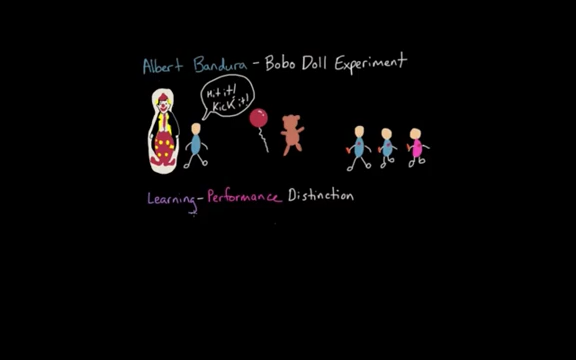 Albert Bandura - Bobo Doll Experiment
Hit it!
Kick it!
Learning-Performance Distinction